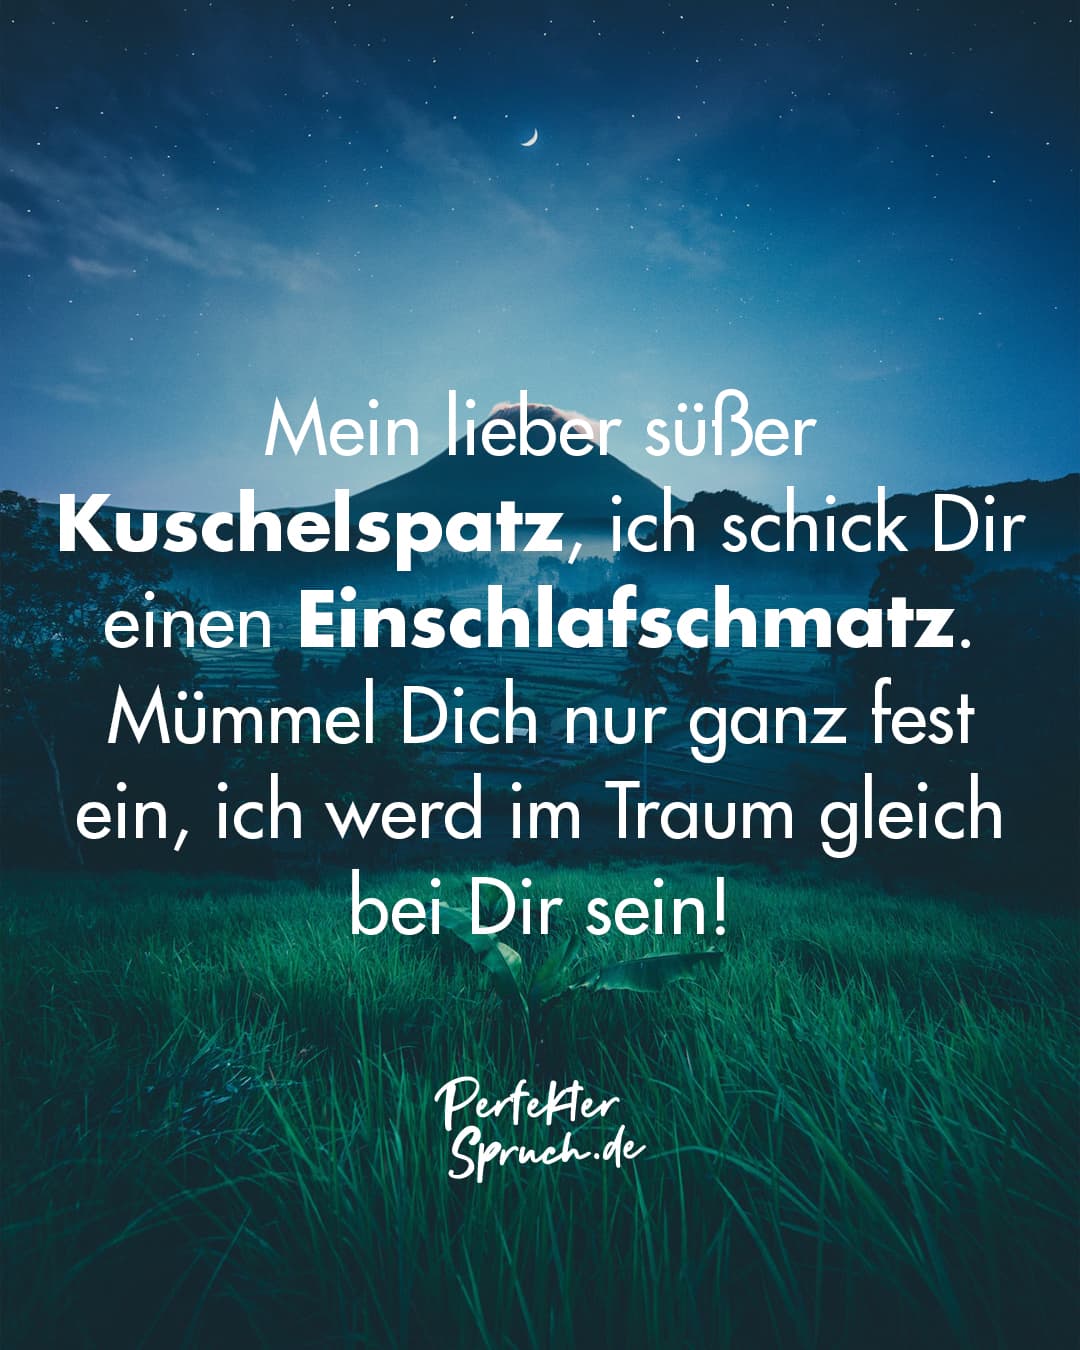 Mein lieber süßer
Kuschelspatz, ich schick Dir
einen Einschlafschmatz.
Mümmel Dich nur ganz fest
ein, ich werd im Traum gleich
bei Dir sein!
Perfekter
Spruch.de